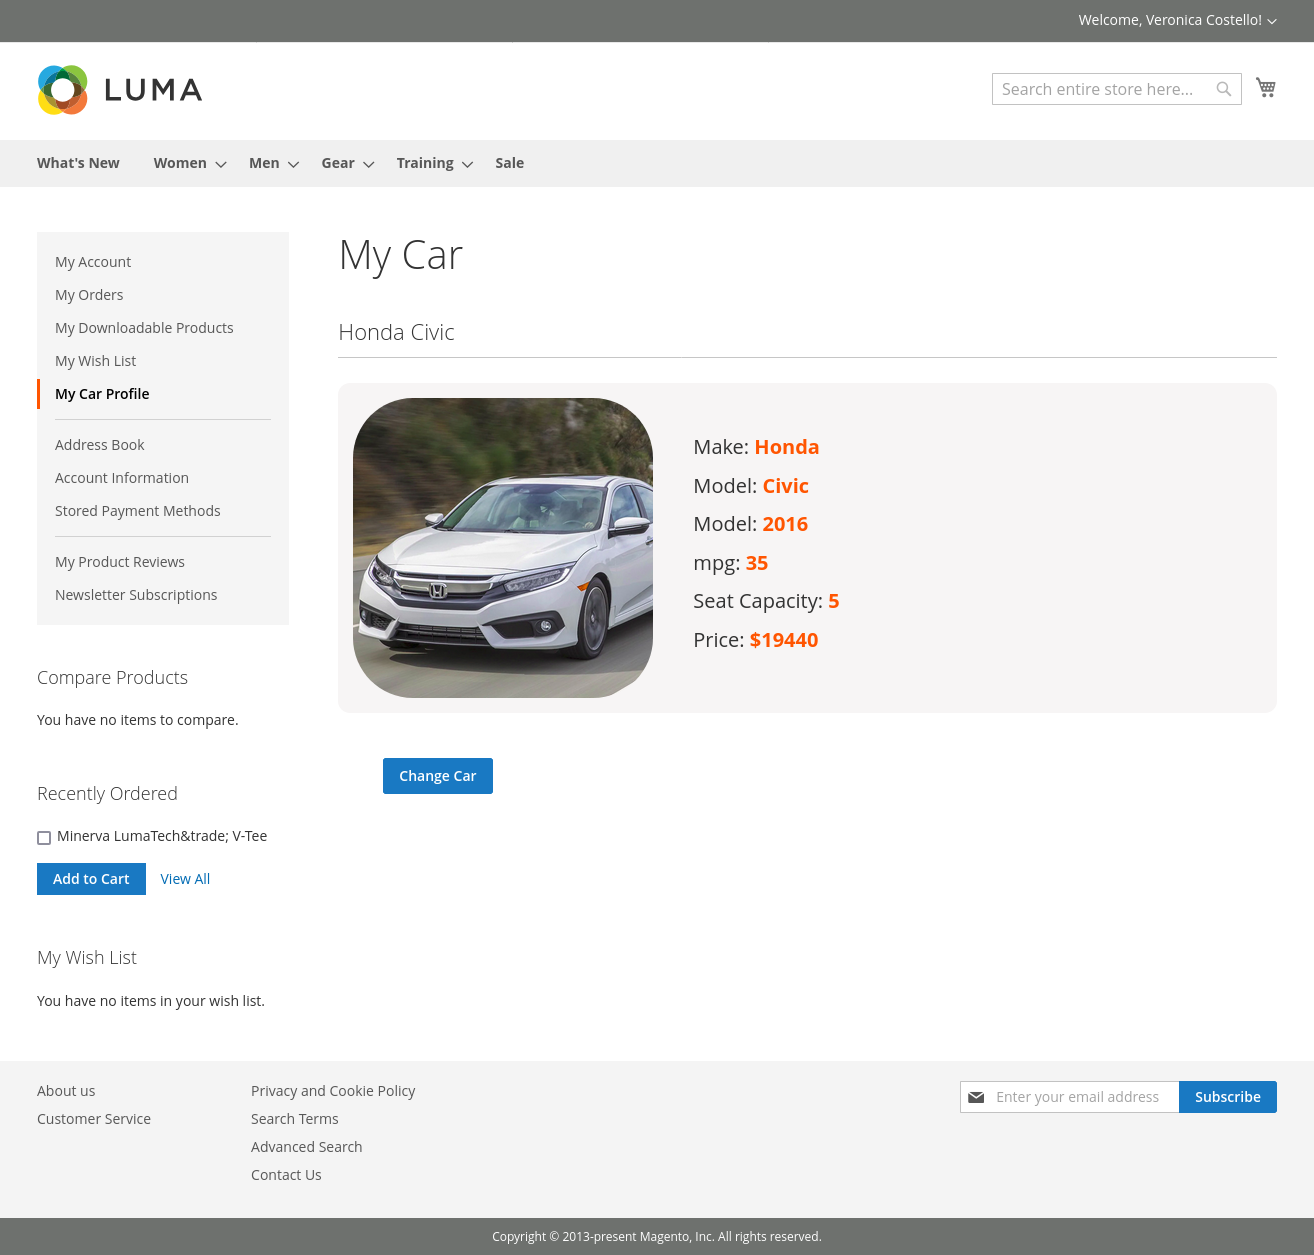 Welcome, Veronica Costello!
LUMA
Search entire store here...
What's New Women Men Gear Training Sale
My Account
My Orders
My Downloadable Products
My Wish List
My Car Profile
Address Book
Account Information
Stored Payment Methods
My Product Reviews
Newsletter Subscriptions
Compare Products
You have no items to compare.
Recently Ordered
Minerva LumaTech&trade; V-Tee
Add to Cart View All
My Wish List
You have no items in your wish list.
My Car
Honda Civic
Make: Honda
Model: Civic
Model: 2016
mpg: 35
Seat Capacity: 5
Price: $19440
Change Car
About us
Customer Service
Privacy and Cookie Policy
Search Terms
Advanced Search
Contact Us
Enter your email address Subscribe
Copyright © 2013-present Magento, Inc. All rights reserved.